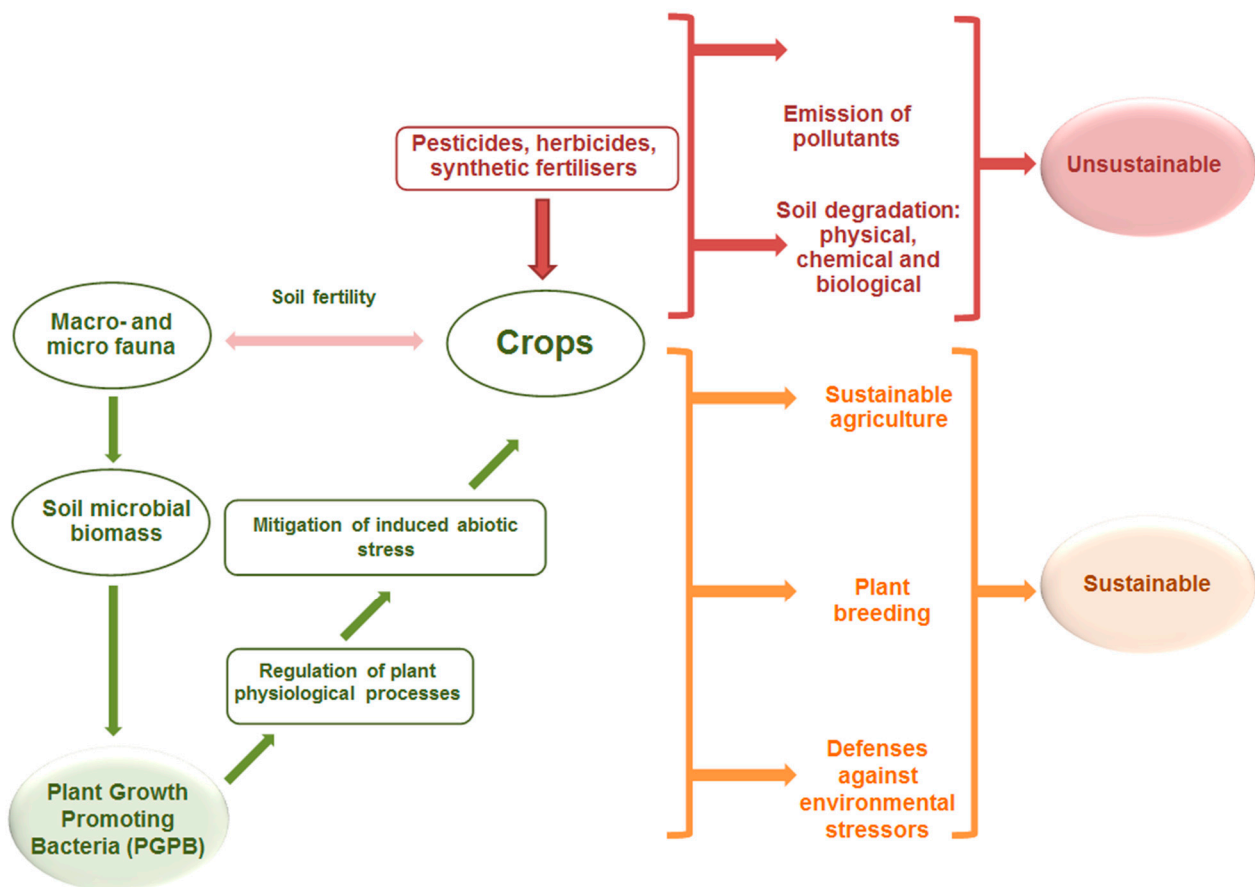 Pesticides, herbicides,
synthetic fertilisers
Emission of
pollutants
Soil degradation:
physical,
chemical and
biological
Unsustainable
Soil fertility
Macro- and
micro fauna
Crops
Sustainable
agriculture
Soil microbial
biomass
Mitigation of induced abiotic
stress
Plant
breeding
Sustainable
Regulation of plant
physiological processes
Defenses
against
environmental
stressors
Plant Growth
Promoting
Bacteria (PGPB)